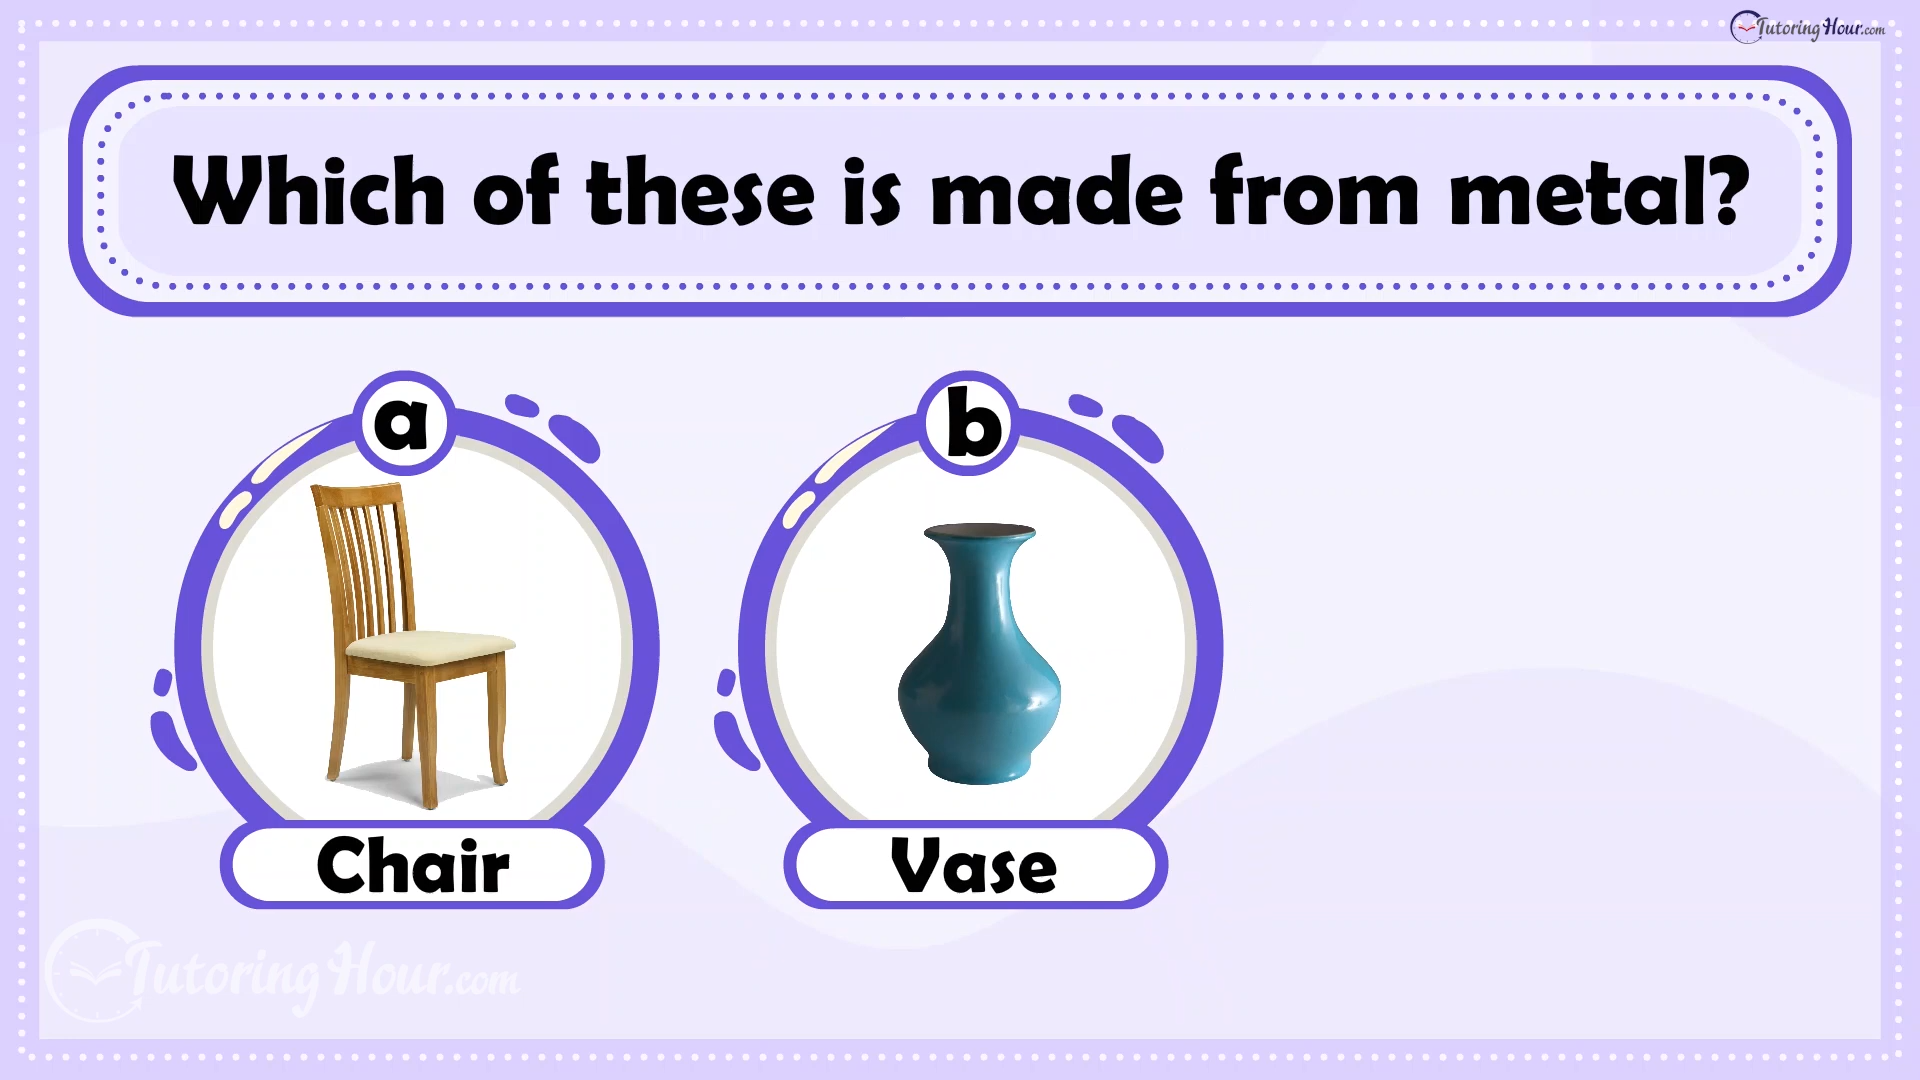 TutoringHour.com
Which of these is made from metal?
a
b
Chair
Vase
TutoringHour.com